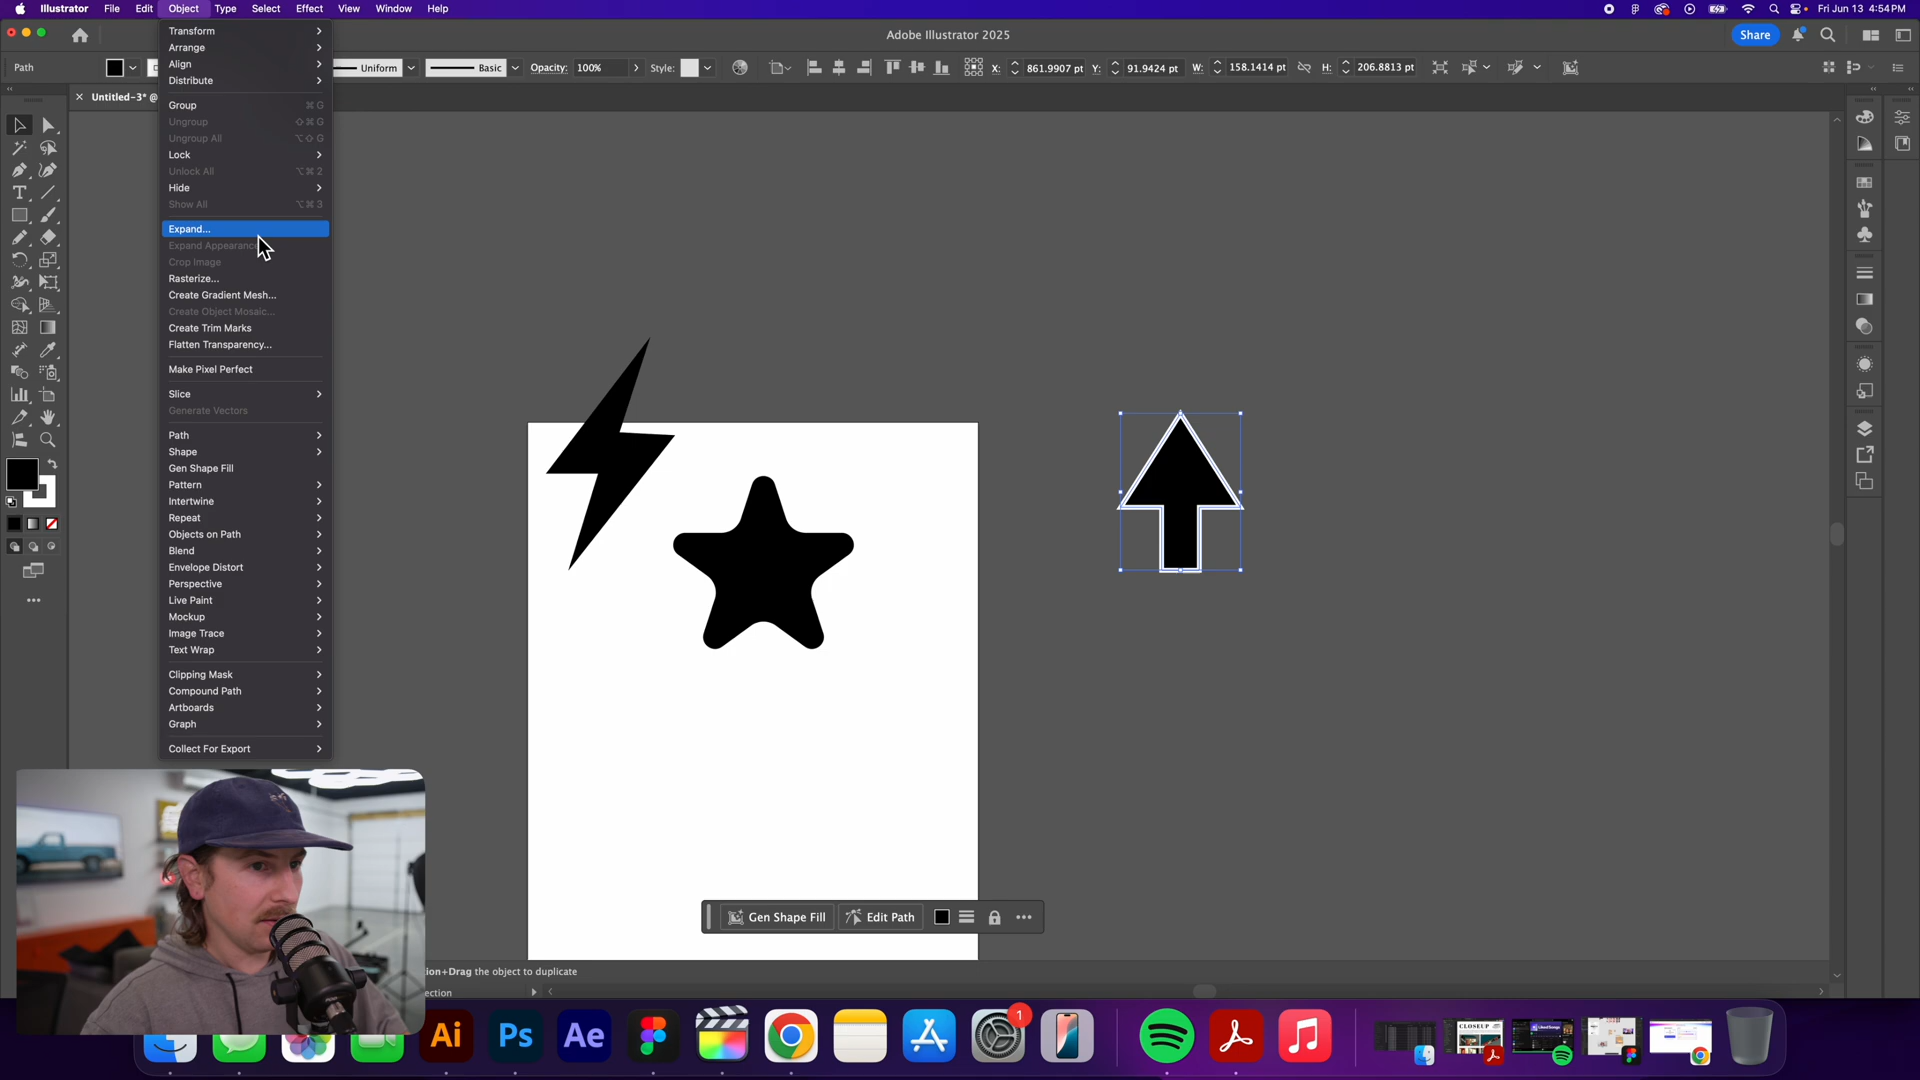 Illustrator File Edit Object Type Select Effect View Window Help
Fri Jun 13 4:54 PM
Adobe Illustrator 2025
Share
Path
Uniform
Basic
Opacity: 100%
Style:
X: 861.9907 pt
Y: 91.9424 pt
W: 158.1414 pt
H: 206.8813 pt
× Untitled-3* @
Transform
Arrange
Align
Distribute
Group ⌘G
Ungroup ⇧⌘G
Ungroup All ⌥⇧G
Lock
Unlock All ⌥⌘2
Hide
Show All ⌥⌘3
Expand...
Expand Appearance
Crop Image
Rasterize...
Create Gradient Mesh...
Create Object Mosaic...
Create Trim Marks
Flatten Transparency...
Make Pixel Perfect
Slice
Generate Vectors
Path
Shape
Gen Shape Fill
Pattern
Intertwine
Repeat
Objects on Path
Blend
Envelope Distort
Perspective
Live Paint
Mockup
Image Trace
Text Wrap
Clipping Mask
Compound Path
Artboards
Graph
Collect For Export
Gen Shape Fill
Edit Path
ion+Drag the object to duplicate
ection
Ai Ps Ae
1
CLOSEUP